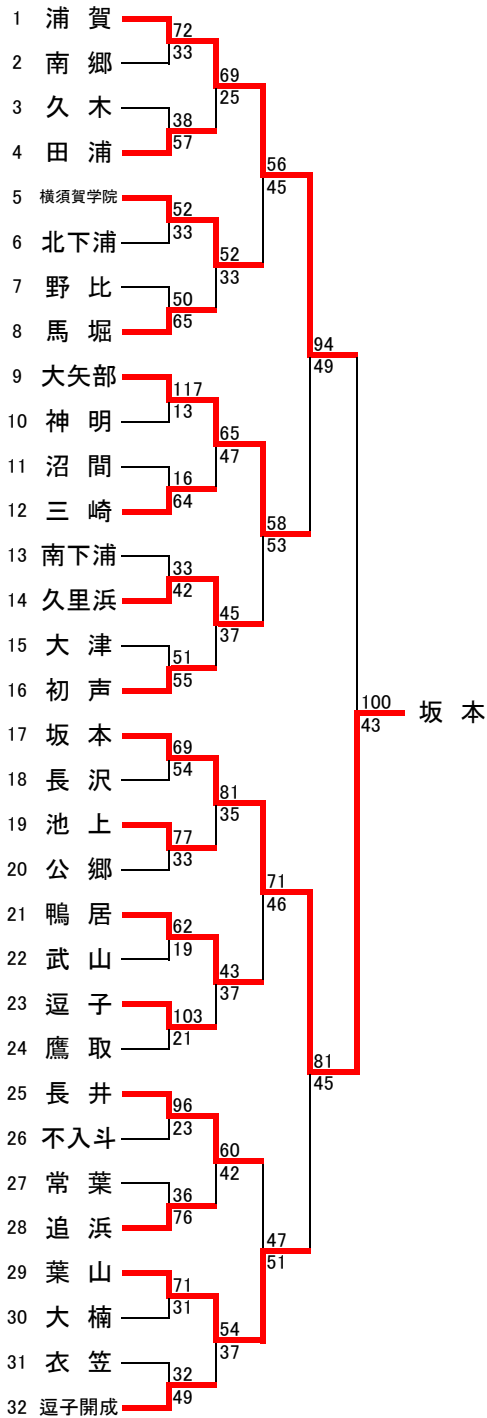 1 浦 賀
72
33
2 南 郷
69
25
3 久 木
38
57
4 田 浦
56
45
5 横須賀学院
52
33
6 北下浦
52
33
7 野 比
50
65
8 馬 堀
94
49
9 大矢部
117
13
10 神 明
65
47
11 沼 間
16
64
12 三 崎
58
53
13 南下浦
33
42
14 久里浜
45
37
15 大 津
51
55
16 初 声
100
43
坂 本
17 坂 本
69
54
18 長 沢
81
35
19 池 上
77
33
20 公 郷
71
46
21 鴨 居
62
19
22 武 山
43
37
23 逗 子
103
21
24 鷹 取
81
45
25 長 井
96
23
26 不入斗
60
42
27 常 葉
36
76
28 追 浜
47
51
29 葉 山
71
31
30 大 楠
54
37
31 衣 笠
32
49
32 逗子開成